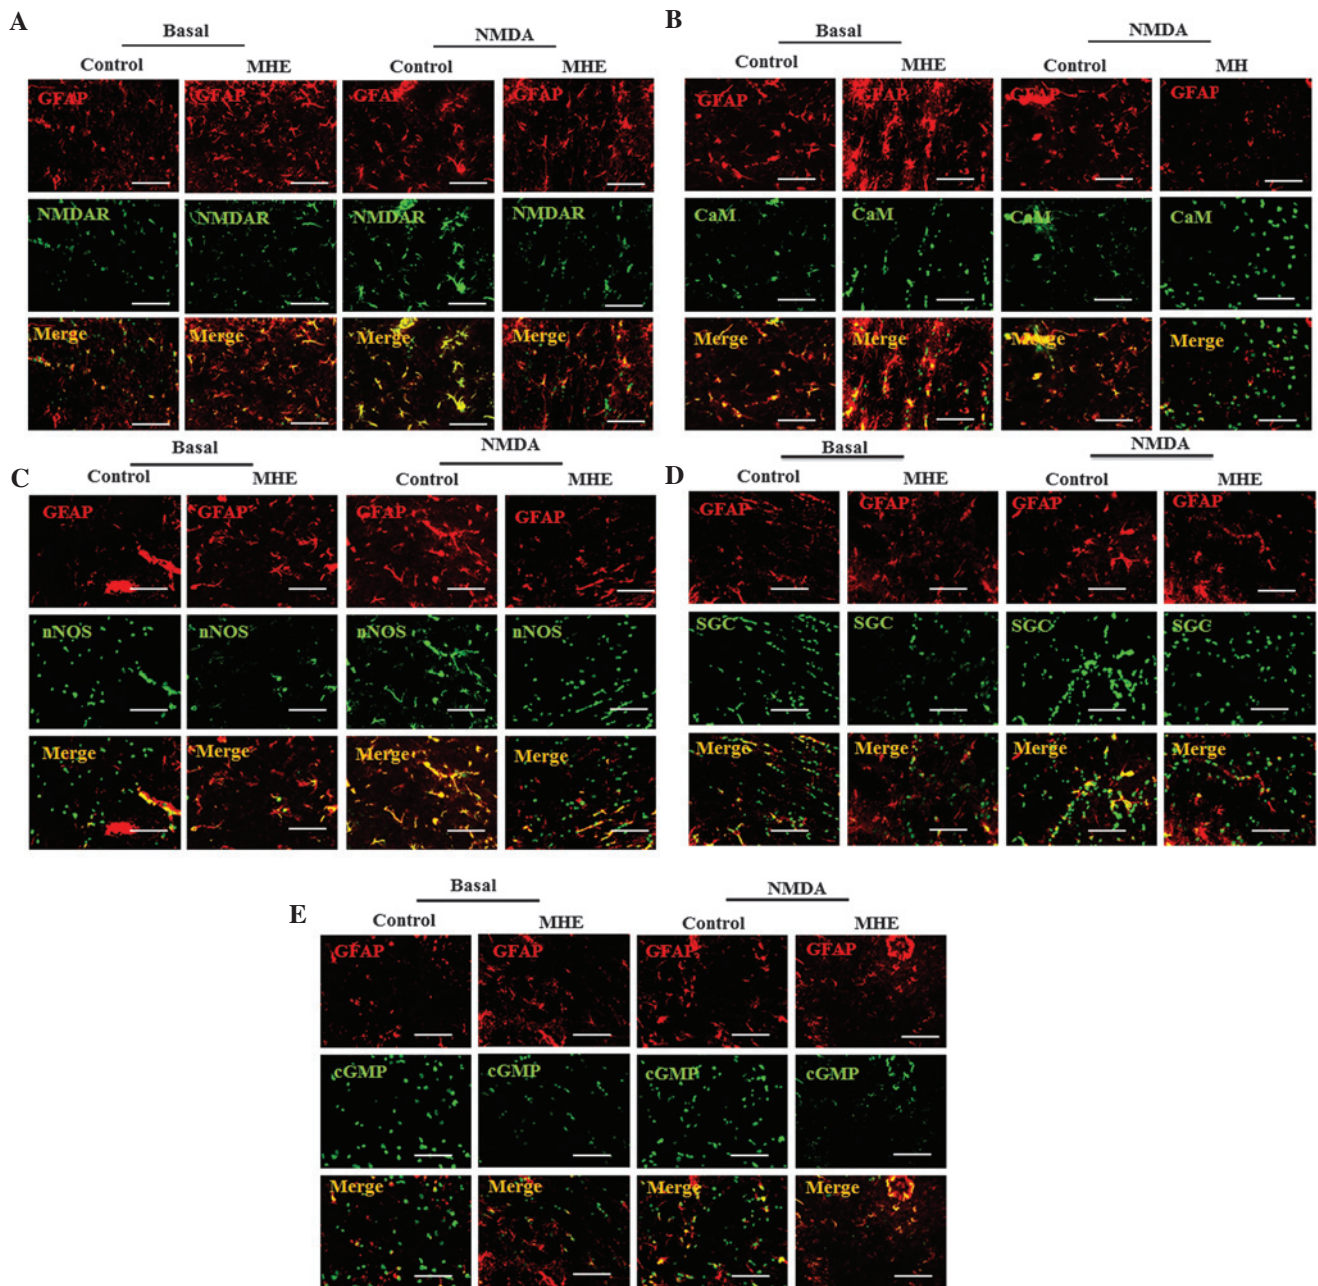 A
Basal
NMDA
Control
MHE
Control
MHE
GFAP
GFAP
GFAP
GFAP
NMDAR
NMDAR
NMDAR
NMDAR
Merge
Merge
Merge
Merge
B
Basal
NMDA
Control
MHE
Control
MH
GFAP
GFAP
GFAP
GFAP
CaM
CaM
CaM
CaM
Merge
Merge
Merge
Merge
C
Basal
NMDA
Control
MHE
Control
MHE
GFAP
GFAP
GFAP
GFAP
nNOS
nNOS
nNOS
nNOS
Merge
Merge
Merge
Merge
D
Basal
NMDA
Control
MHE
Control
MHE
GFAP
GFAP
GFAP
GFAP
SGC
SGC
SGC
SGC
Merge
Merge
Merge
Merge
E
Basal
NMDA
Control
MHE
Control
MHE
GFAP
GFAP
GFAP
GFAP
cGMP
cGMP
cGMP
cGMP
Merge
Merge
Merge
Merge